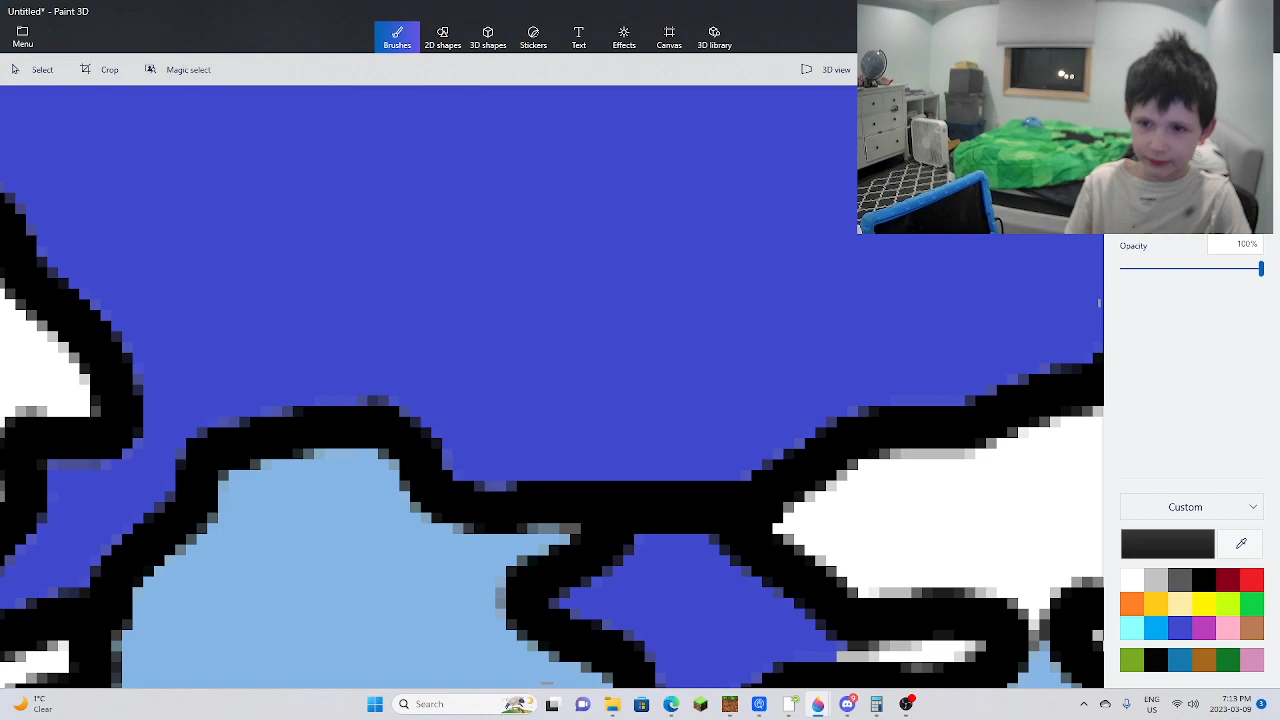 Untitled* - Paint 3D
Menu
Brushes
2D shapes
3D shapes
Stickers
Text
Effects
Canvas
3D library
Select
Crop
Magic select
3D view
Opacity
100%
Custom
1°C
Clear
Search
ENG
US
7:13 PM
2023-03-09
3